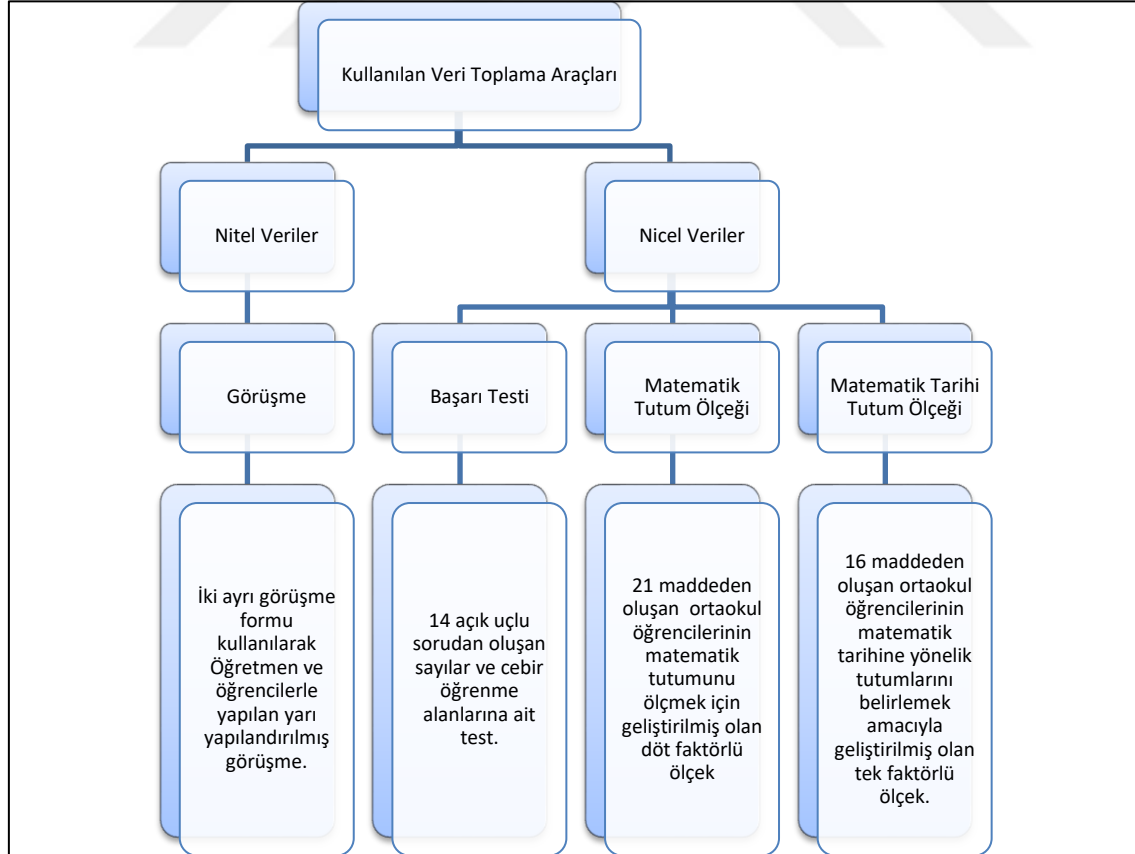 Kullanılan Veri Toplama Araçları
Nitel Veriler
Nicel Veriler
Görüşme
Başarı Testi
Matematik
Tutum Ölçeği
Matematik Tarihi
Tutum Ölçeği
İki ayrı görüşme
formu
kullanılarak
Öğretmen ve
öğrencilerle
yapılan yarı
yapılandırılmış
görüşme.
14 açık uçlu
sorudan oluşan
sayılar ve cebir
öğrenme
alanlarına ait
test.
21 maddeden
oluşan ortaokul
öğrencilerinin
matematik
tutumunu
ölçmek için
geliştirilmiş olan
döt faktörlü
ölçek
16 maddeden
oluşan ortaokul
öğrencilerinin
matematik
tarihine yönelik
tutumlarını
belirlemek
amacıyla
geliştirilmiş olan
tek faktörlü
ölçek.